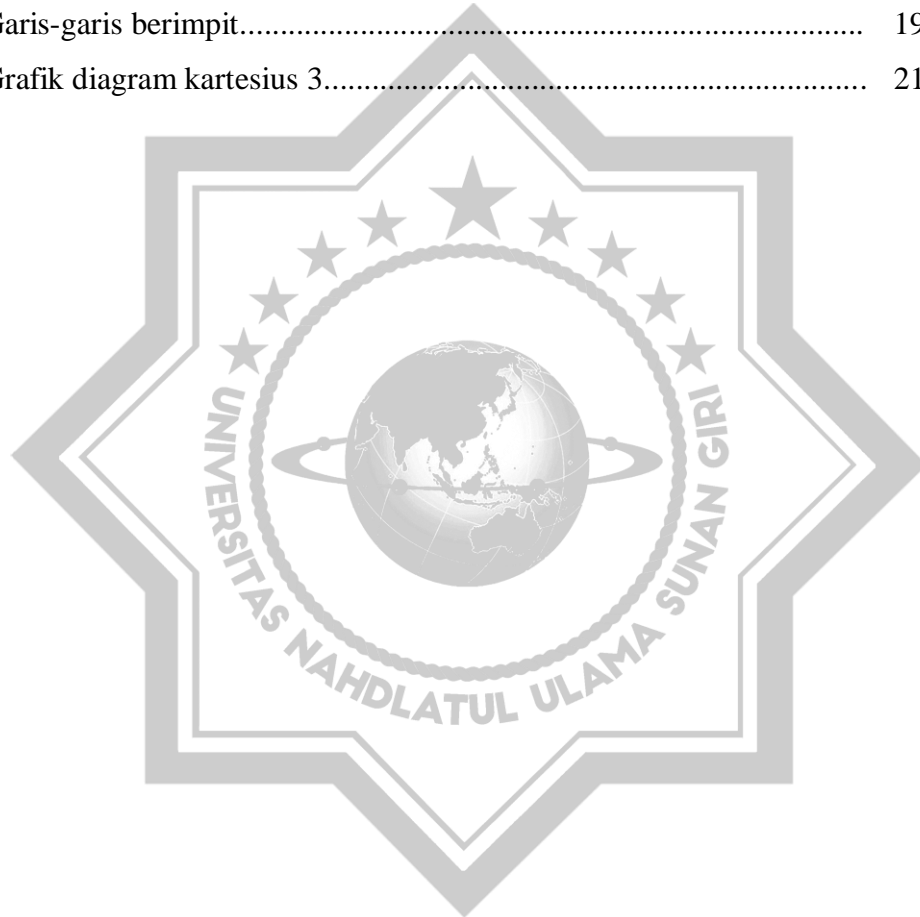 Garis-garis berimpit............................................................................ 19
Grafik diagram kartesius 3.................................................................. 21
UNIVERSITAS NAHDLATUL ULAMA SUNAN GIRI